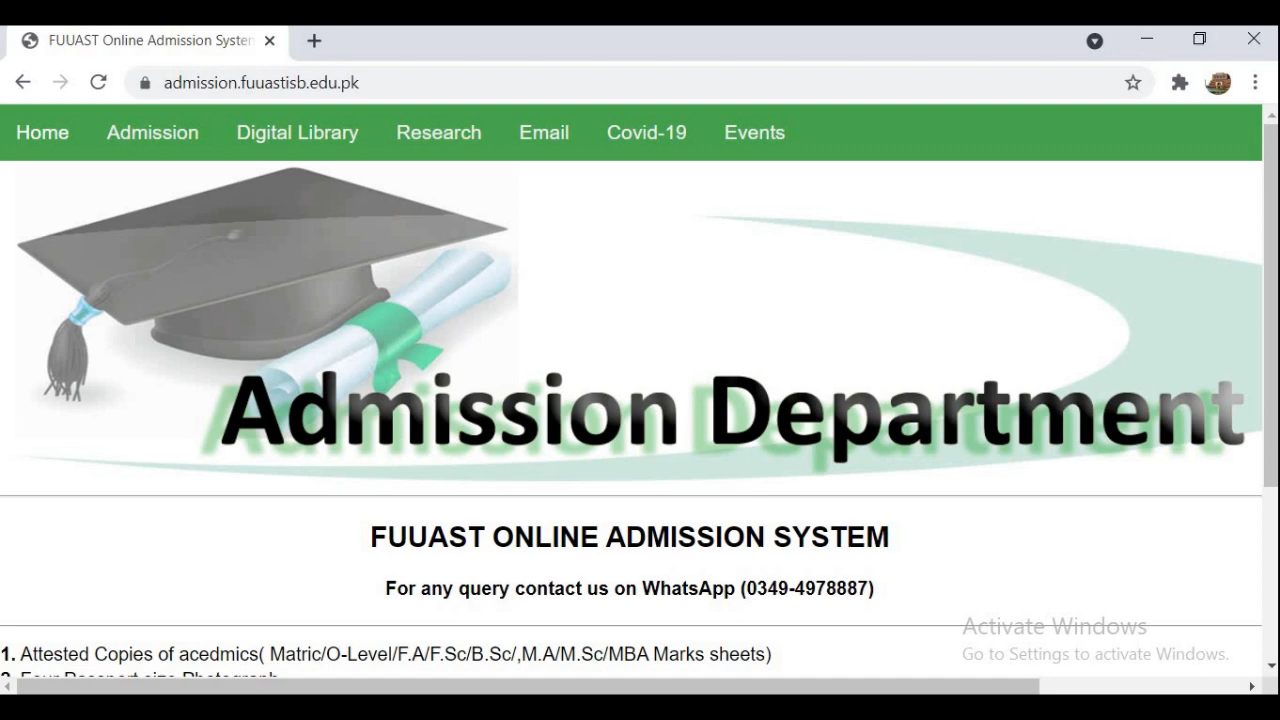 FUUAST Online Admission System
admission.fuuastisb.edu.pk
Home Admission Digital Library Research Email Covid-19 Events
Admission Department
FUUAST ONLINE ADMISSION SYSTEM
For any query contact us on WhatsApp (0349-4978887)
Activate Windows
1. Attested Copies of acedmics( Matric/O-Level/F.A/F.Sc/B.Sc/,M.A/M.Sc/MBA Marks sheets)
Go to Settings to activate Windows.